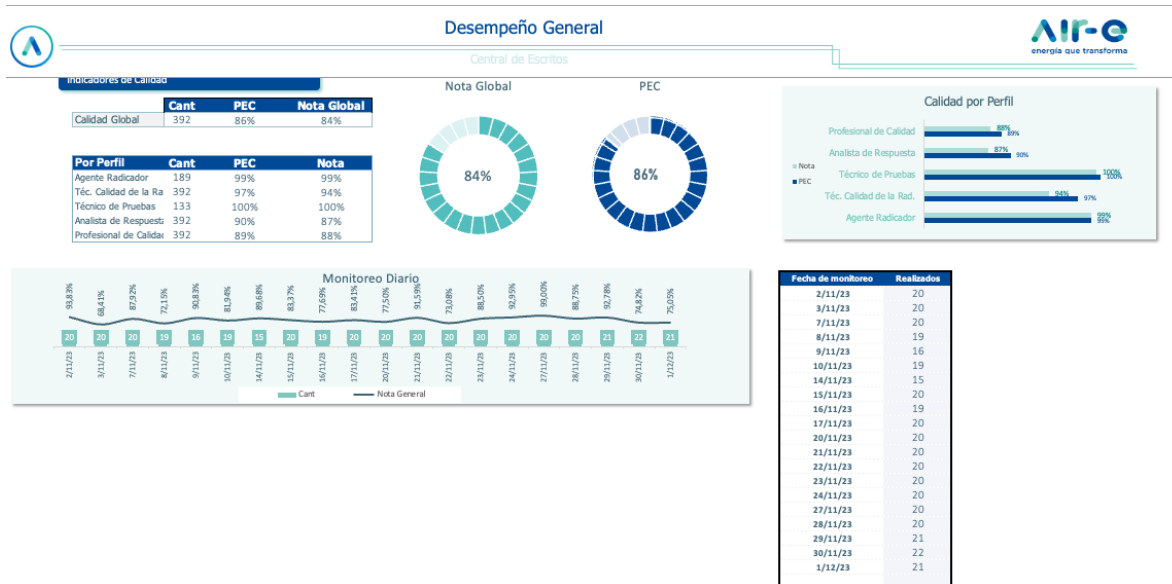 Desempeño General
Central de Escritos
AIr-e
energía que transforma
Indicadores de Calidad
Cant PEC Nota Global
Calidad Global 392 86% 84%
Por Perfil Cant PEC Nota
Agente Radicador 189 99% 99%
Téc. Calidad de la Ra 392 97% 94%
Técnico de Pruebas 133 100% 100%
Analista de Respuest 392 90% 87%
Profesional de Calida 392 89% 88%
Nota Global
84%
PEC
86%
Calidad por Perfil
Nota
PEC
Profesional de Calidad 88% 89%
Analista de Respuesta 87% 90%
Técnico de Pruebas 100% 100%
Téc. Calidad de la Rad. 94% 97%
Agente Radicador 99% 99%
Monitoreo Diario
93,83% 68,41% 87,92% 72,15% 90,83% 81,94% 89,68% 83,37% 77,69% 83,41% 77,50% 91,59% 73,08% 88,50% 92,95% 99,00% 88,75% 92,78% 74,82% 75,05%
20 20 20 19 16 19 15 20 19 20 20 20 20 20 20 20 20 21 22 21
2/11/23 3/11/23 7/11/23 8/11/23 9/11/23 10/11/23 14/11/23 15/11/23 16/11/23 17/11/23 20/11/23 21/11/23 22/11/23 23/11/23 24/11/23 27/11/23 28/11/23 29/11/23 30/11/23 1/12/23
Cant Nota General
Fecha de monitoreo Realizados
2/11/23 20
3/11/23 20
7/11/23 20
8/11/23 19
9/11/23 16
10/11/23 19
14/11/23 15
15/11/23 20
16/11/23 19
17/11/23 20
20/11/23 20
21/11/23 20
22/11/23 20
23/11/23 20
24/11/23 20
27/11/23 20
28/11/23 20
29/11/23 21
30/11/23 22
1/12/23 21